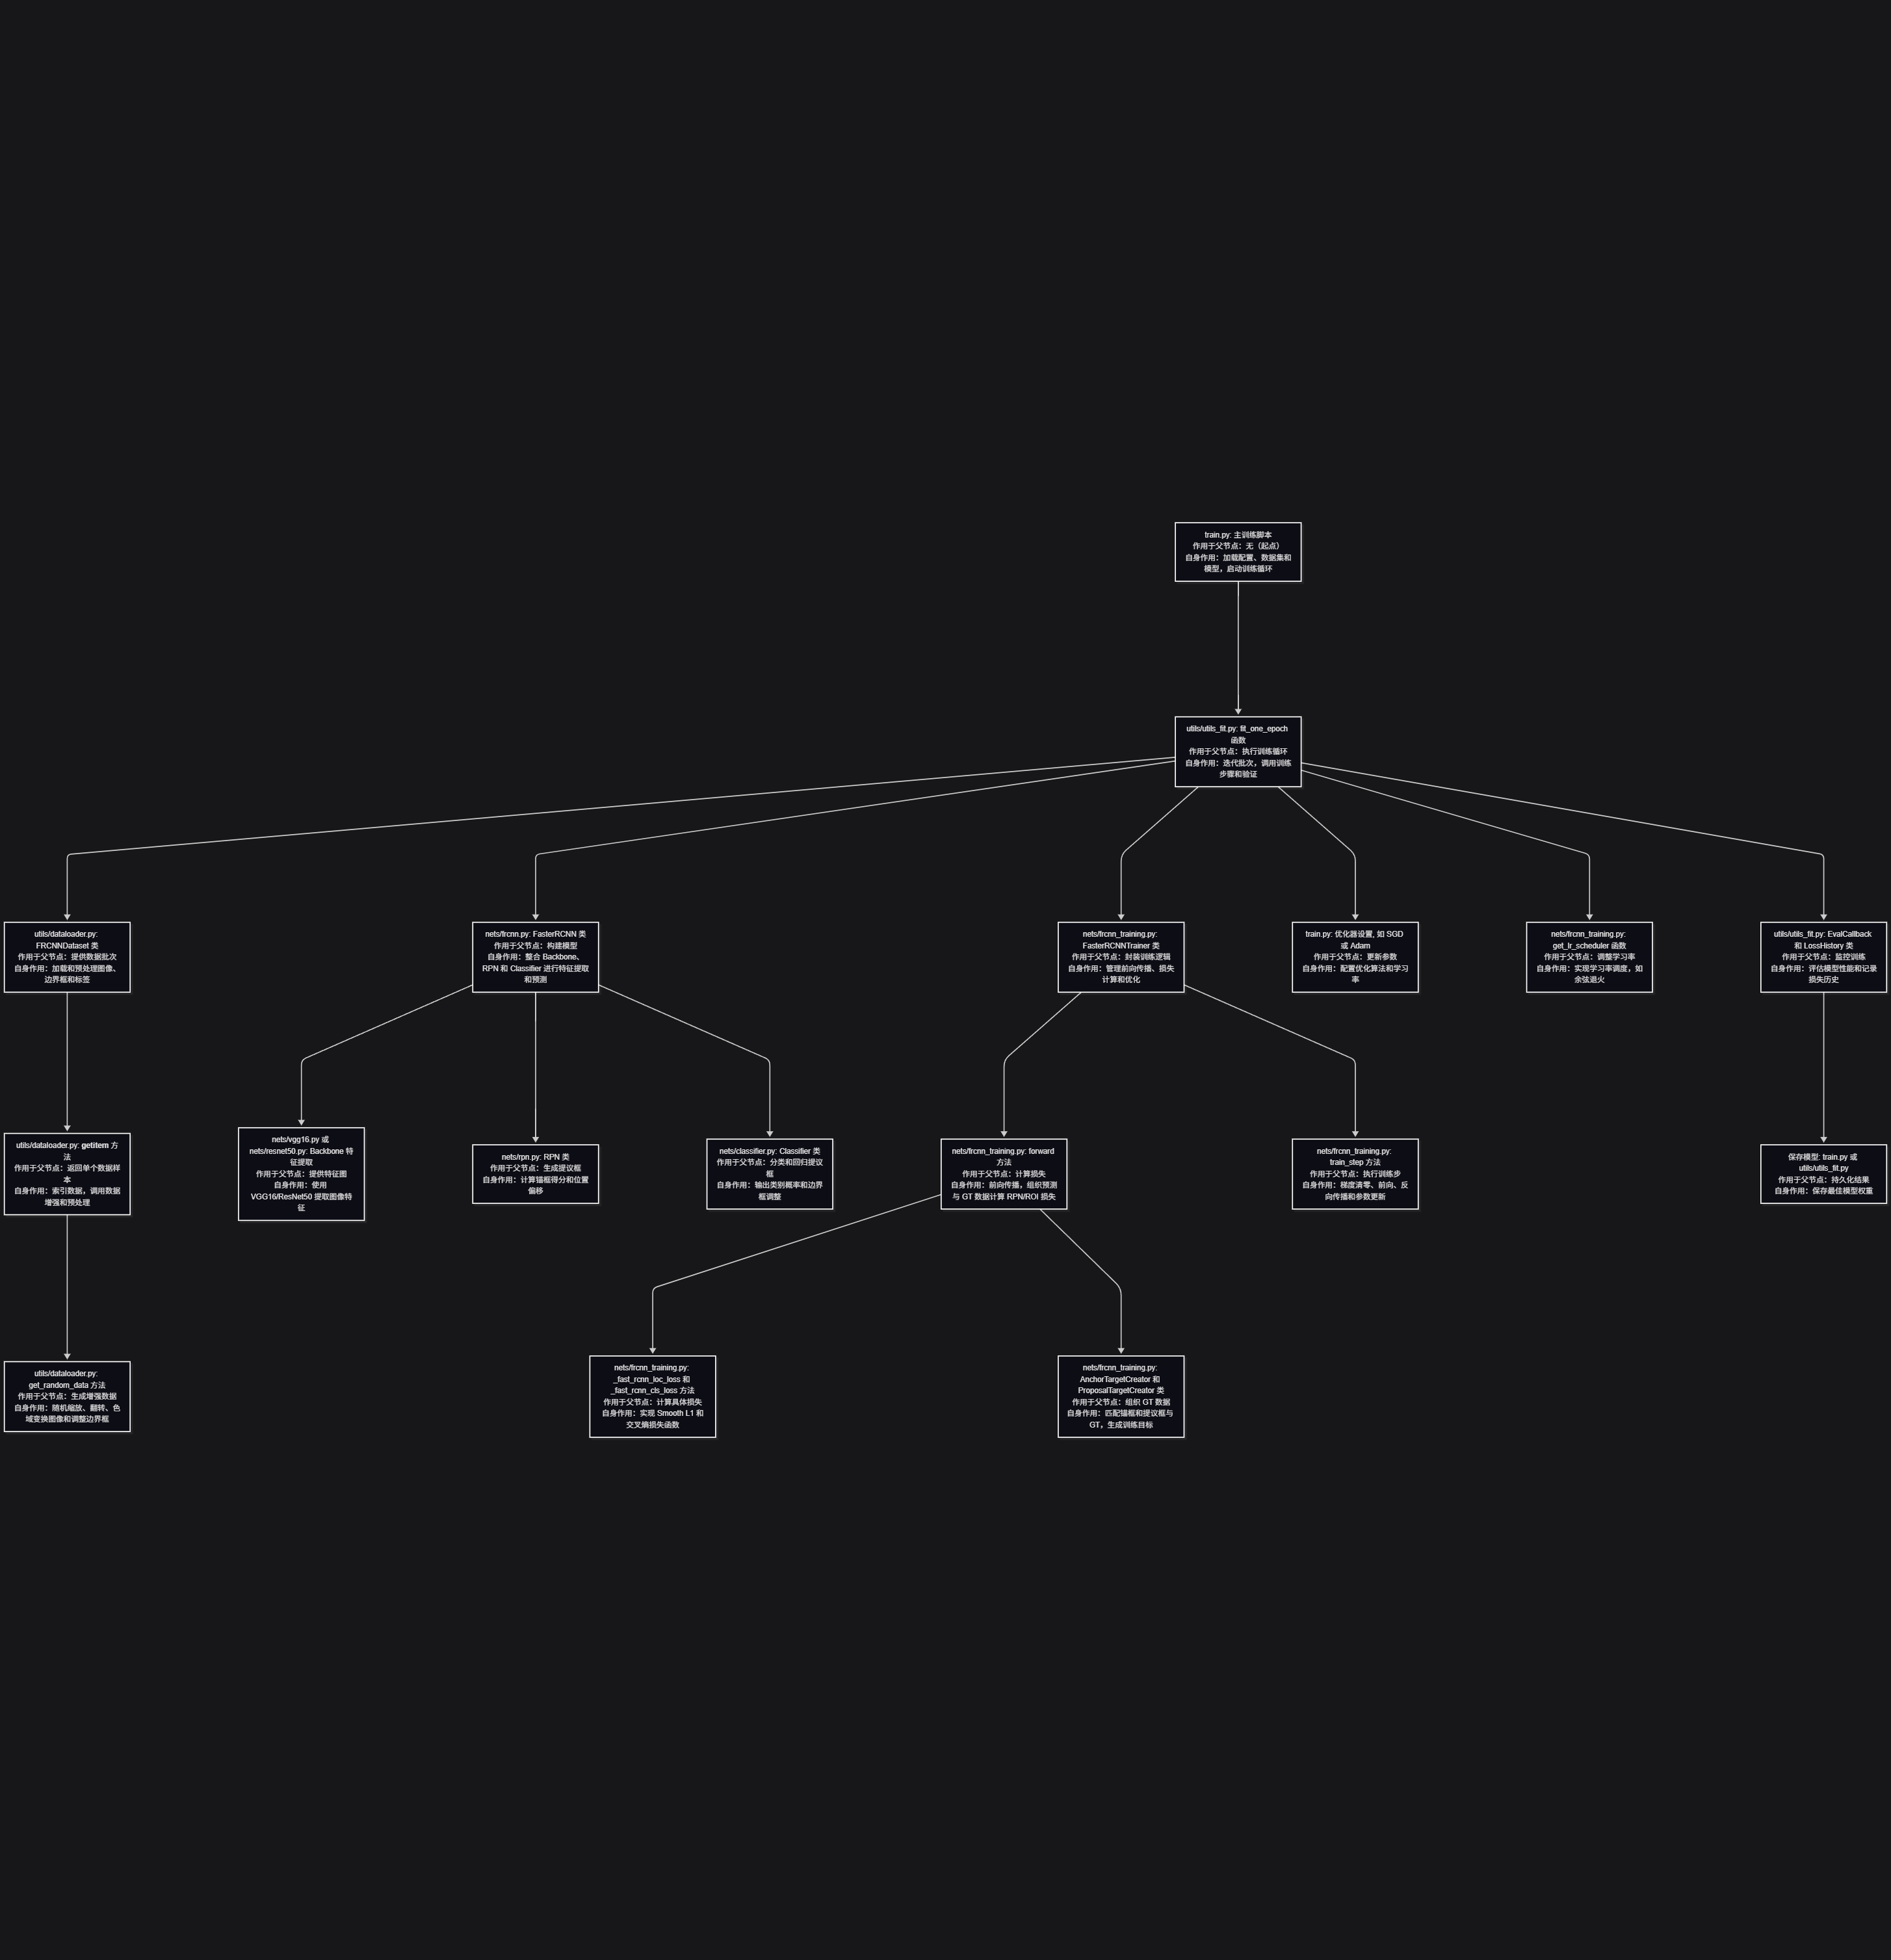 train.py: 主训练脚本
作用于父节点：无（起点）
自身作用：加载配置、数据集和
模型，启动训练循环
utils/utils_fit.py: fit_one_epoch
函数
作用于父节点：执行训练循环
自身作用：迭代批次，调用训练
步骤和验证
utils/dataloader.py:
FRCNNDataset 类
作用于父节点：提供数据批次
自身作用：加载和预处理图像、
边界框和标签
nets/frcnn.py: FasterRCNN 类
作用于父节点：构建模型
自身作用：整合 Backbone、
RPN 和 Classifier 进行特征提取
和预测
nets/frcnn_training.py:
FasterRCNNTrainer 类
作用于父节点：封装训练逻辑
自身作用：管理前向传播、损失
计算和优化
train.py: 优化器设置, 如 SGD
或 Adam
作用于父节点：更新参数
自身作用：配置优化算法和学习
率
nets/frcnn_training.py:
get_lr_scheduler 函数
作用于父节点：调整学习率
自身作用：实现学习率调度，如
余弦退火
utils/utils_fit.py: EvalCallback
和 LossHistory 类
作用于父节点：监控训练
自身作用：评估模型性能和记录
损失历史
utils/dataloader.py: getitem 方
法
作用于父节点：返回单个数据样
本
自身作用：索引数据，调用数据
增强和预处理
nets/vgg16.py 或
nets/resnet50.py: Backbone 特
征提取
作用于父节点：提供特征图
自身作用：使用
VGG16/ResNet50 提取图像特
征
nets/rpn.py: RPN 类
作用于父节点：生成提议框
自身作用：计算锚框得分和位置
偏移
nets/classifier.py: Classifier 类
作用于父节点：分类和回归提议
框
自身作用：输出类别概率和边界
框调整
nets/frcnn_training.py: forward
方法
作用于父节点：计算损失
自身作用：前向传播，组织预测
与 GT 数据计算 RPN/ROI 损失
nets/frcnn_training.py:
train_step 方法
作用于父节点：执行训练步
自身作用：梯度清零、前向、反
向传播和参数更新
保存模型: train.py 或
utils/utils_fit.py
作用于父节点：持久化结果
自身作用：保存最佳模型权重
utils/dataloader.py:
get_random_data 方法
作用于父节点：生成增强数据
自身作用：随机缩放、翻转、色
域变换图像和调整边界框
nets/frcnn_training.py:
_fast_rcnn_loc_loss 和
_fast_rcnn_cls_loss 方法
作用于父节点：计算具体损失
自身作用：实现 Smooth L1 和
交叉熵损失函数
nets/frcnn_training.py:
AnchorTargetCreator 和
ProposalTargetCreator 类
作用于父节点：组织 GT 数据
自身作用：匹配锚框和提议框与
GT，生成训练目标